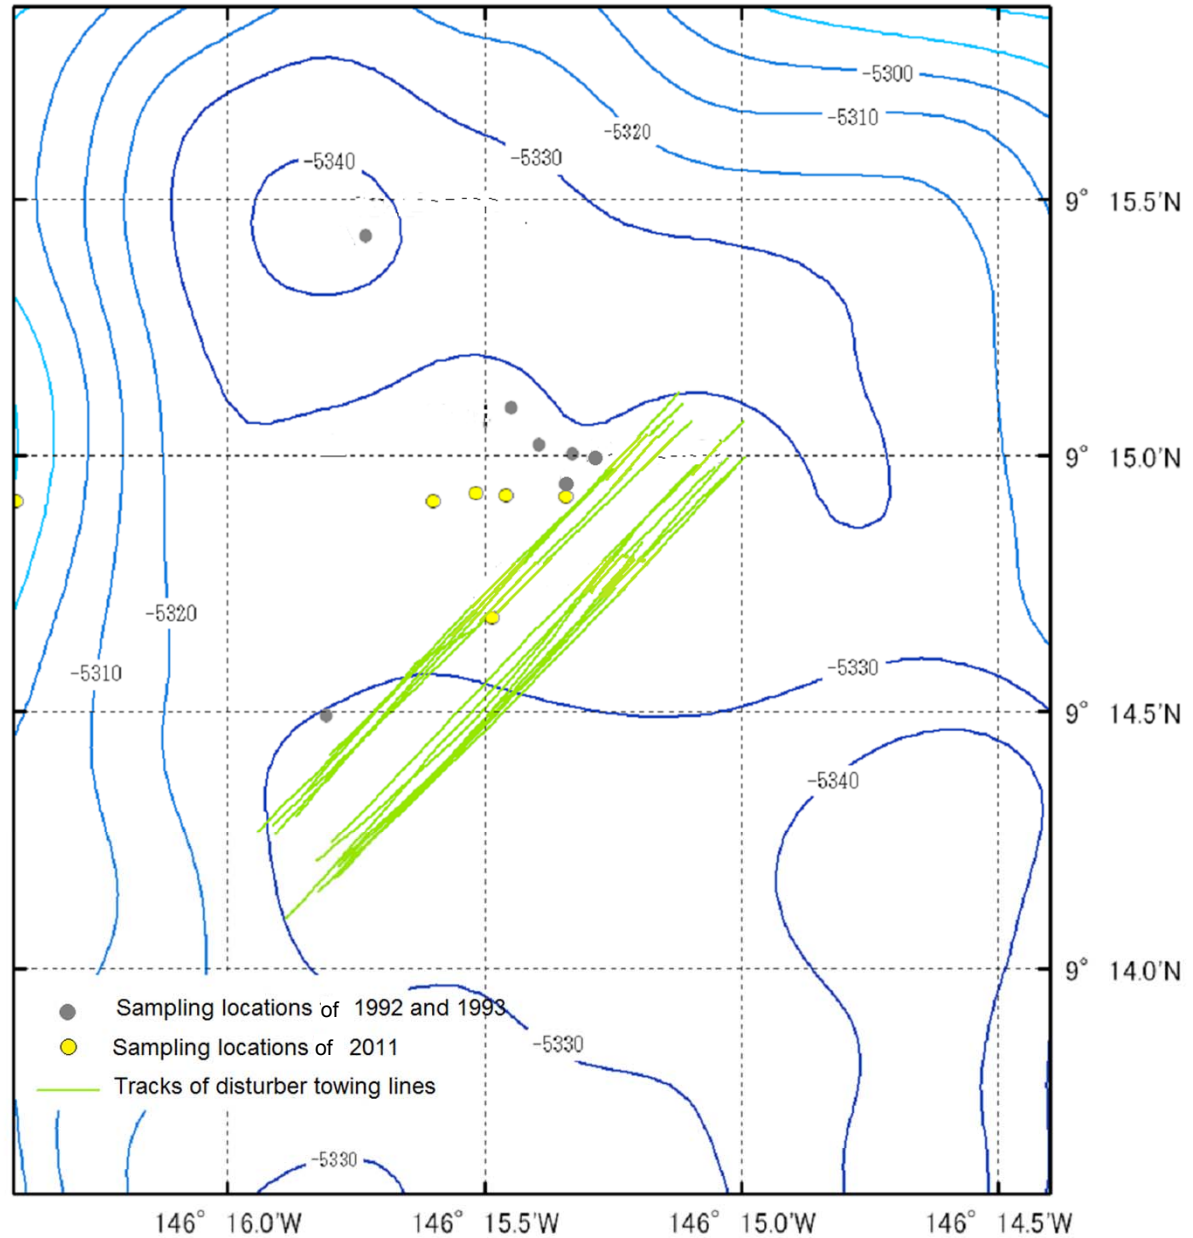 -5300
-5310
-5320
-5330
-5340
9° 15.5'N
9° 15.0'N
-5320
-5330
-5310
9° 14.5'N
-5340
9° 14.0'N
Sampling locations of 1992 and 1993
-5330
Sampling locations of 2011
Tracks of disturber towing lines
-5330
146° 16.0'W 146° 15.5'W 146° 15.0'W 146° 14.5'W